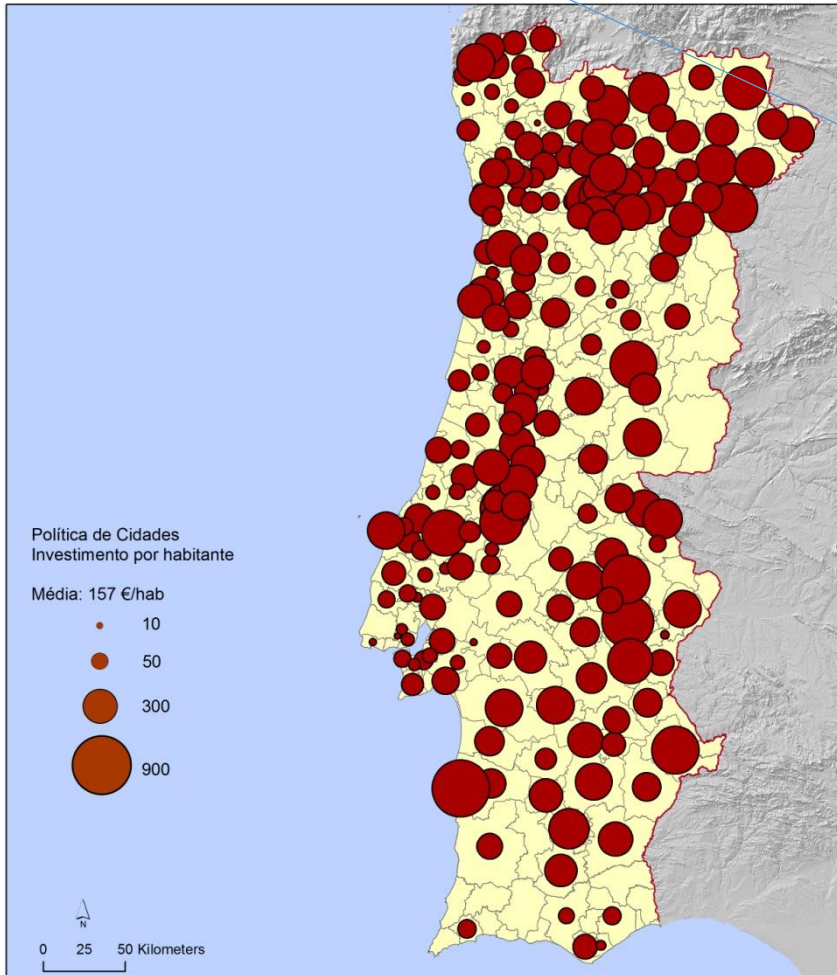 Política de Cidades
Investimento por habitante
Média: 157 €/hab
10
50
300
900
N
0 25 50 Kilometers